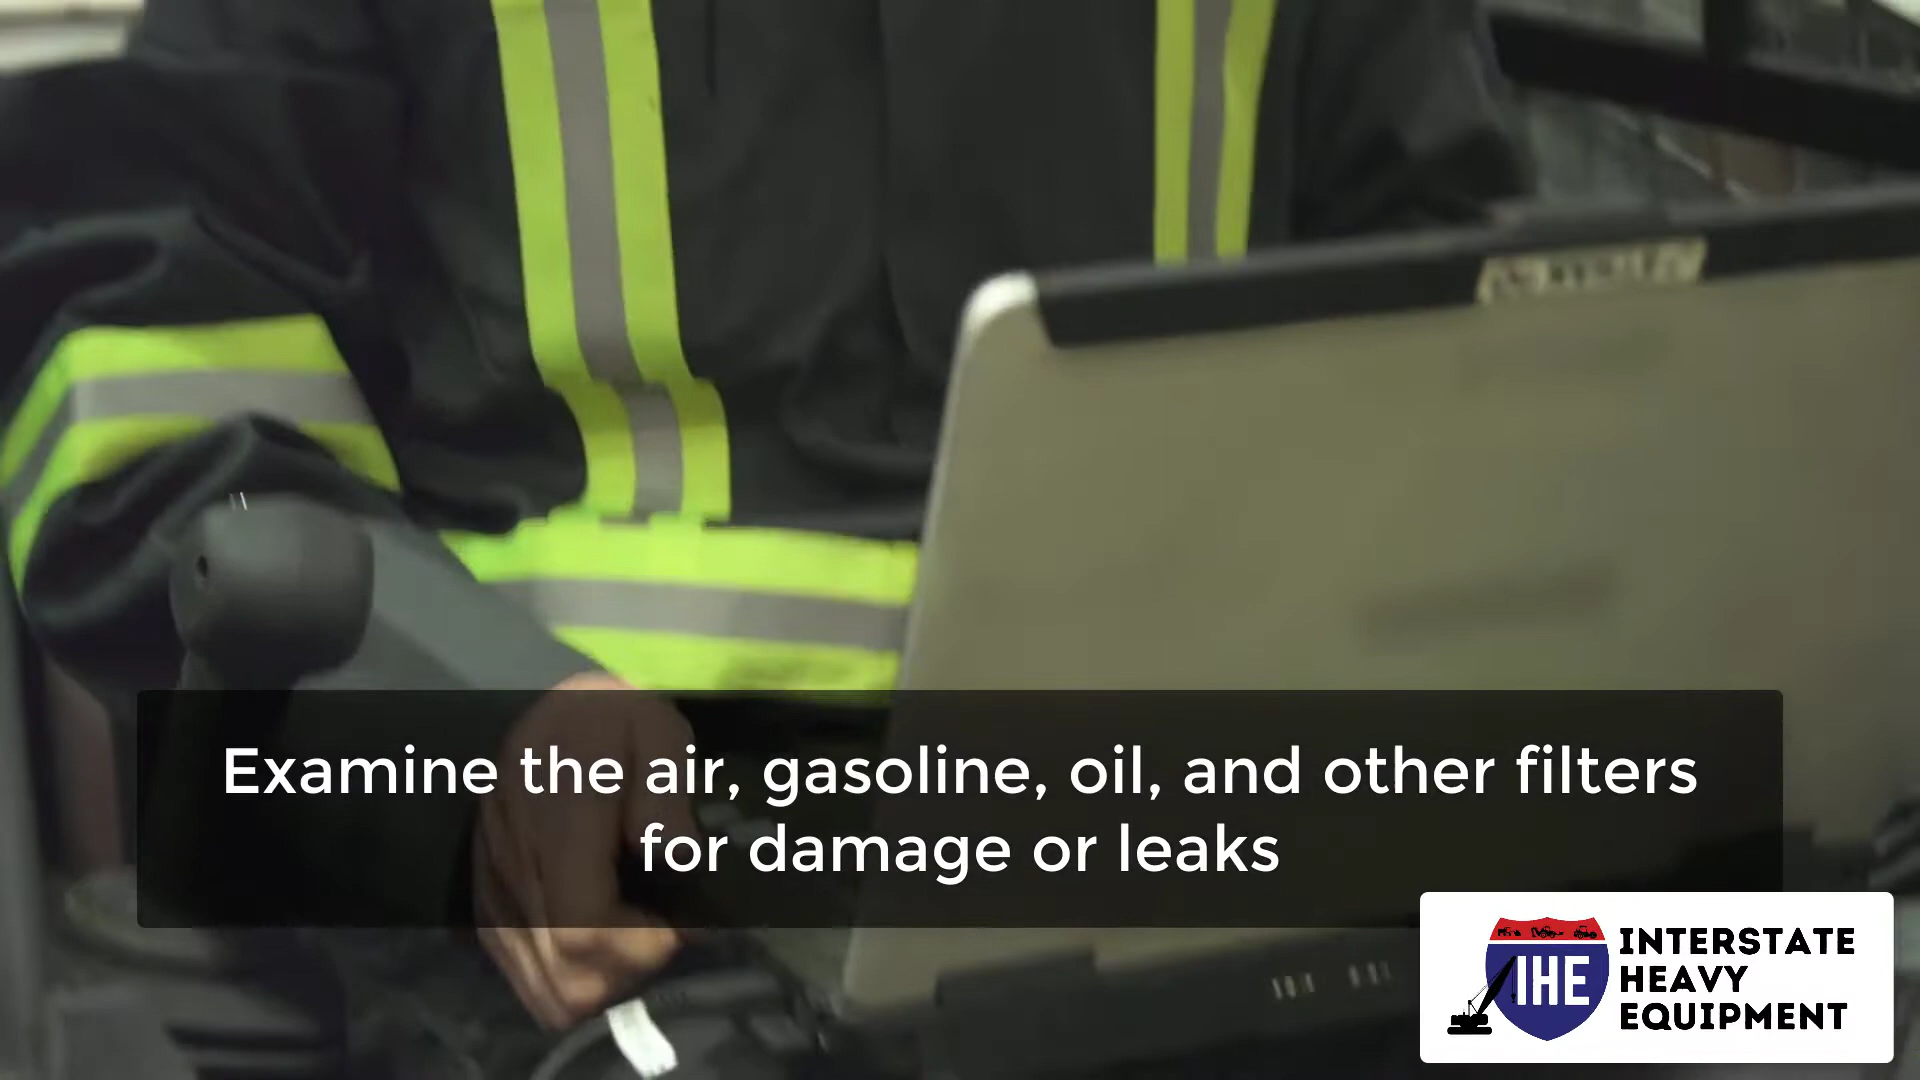 Examine the air, gasoline, oil, and other filters
for damage or leaks
IHE
INTERSTATE
HEAVY
EQUIPMENT